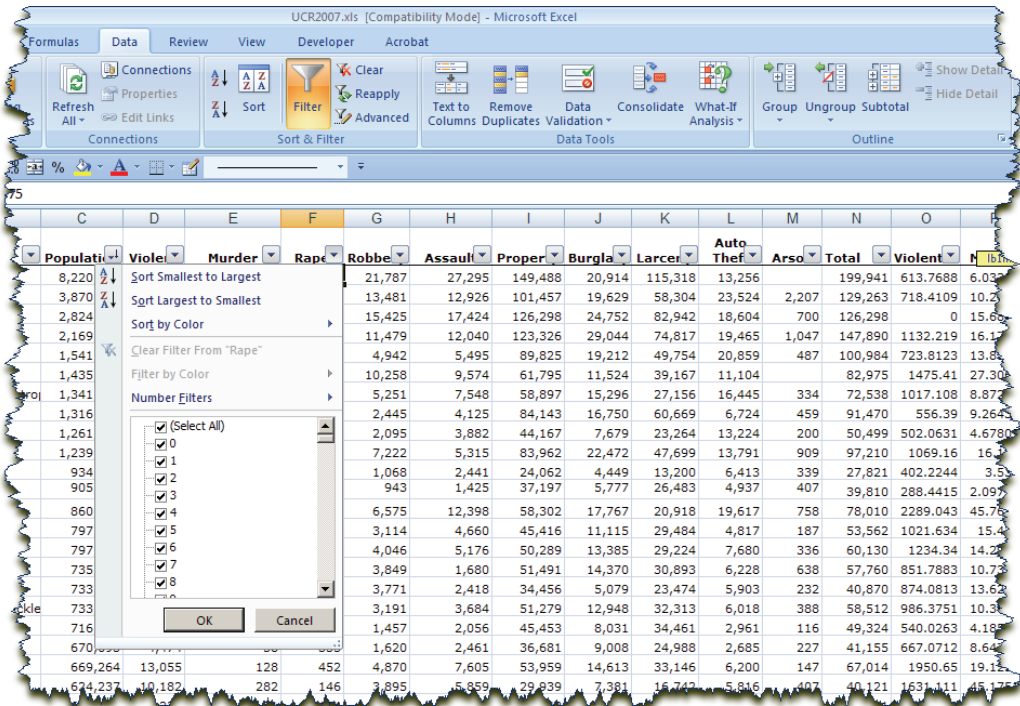 UCR2007.xls [Compatibility Mode] - Microsoft Excel
Formulas Data Review View Developer Acrobat
Connections Clear Show Detail
Properties Reapply Hide Detail
Refresh All Edit Links Sort Filter Advanced Text to Columns Remove Duplicates Data Validation Consolidate What-If Analysis Group Ungroup Subtotal
Connections Sort & Filter Data Tools Outline
%
75
C D E F G H I J K L M N O
Violer Murder Rape Robbe Assault Proper Burgla Larcer Auto Thef Arso Total Violent
8,220 21,787 27,295 149,488 20,914 115,318 13,256 199,941 613.7688
3,870 13,481 12,926 101,457 19,629 58,304 23,524 2,207 129,263 718.4109
2,824 15,425 17,424 126,298 24,752 82,942 18,604 700 126,298 0
2,169 11,479 12,040 123,326 29,044 74,817 19,465 1,047 147,890 1132.219
1,541 4,942 5,495 89,825 19,212 49,754 20,859 487 100,984 723.8123
1,435 10,258 9,574 61,795 11,524 39,167 11,104 82,975 1475.41
1,341 5,251 7,548 58,897 15,296 27,156 16,445 334 72,538 1017.108
1,316 2,445 4,125 84,143 16,750 60,669 6,724 459 91,470 556.39
1,261 2,095 3,882 44,167 7,679 23,264 13,224 200 50,499 502.0631
1,239 7,222 5,315 83,962 22,472 47,699 13,791 909 97,210 1069.16
934 1,068 2,441 24,062 4,449 13,200 6,413 339 27,821 402.2244
905 943 1,425 37,197 5,777 26,483 4,937 407 39,810 288.4415
860 6,575 12,398 58,302 17,767 20,918 19,617 758 78,010 2289.043
797 3,114 4,660 45,416 11,115 29,484 4,817 187 53,562 1021.634
797 4,046 5,176 50,289 13,385 29,224 7,680 336 60,130 1234.34
735 3,849 1,680 51,491 14,370 30,893 6,228 638 57,760 851.7883
733 3,771 2,418 34,456 5,079 23,474 5,903 232 40,870 874.0813
733 3,191 3,684 51,279 12,948 32,313 6,018 388 58,512 986.3751
716 1,457 2,056 45,453 8,031 34,461 2,961 116 49,324 540.0263
1,620 2,461 36,681 9,008 24,988 2,685 227 41,155 667.0712
669,264 13,055 128 452 4,870 7,605 53,959 14,613 33,146 6,200 147 67,014 1950.65
624,237 10,182 282 146 3,895 5,859 29,939 7,381 16,742 5,816 407 40,121 1631.111
Sort Smallest to Largest
Sort Largest to Smallest
Sort by Color
Clear Filter From "Rape"
Filter by Color
Number Filters
(Select All)
0
1
2
3
4
5
6
7
8
OK Cancel